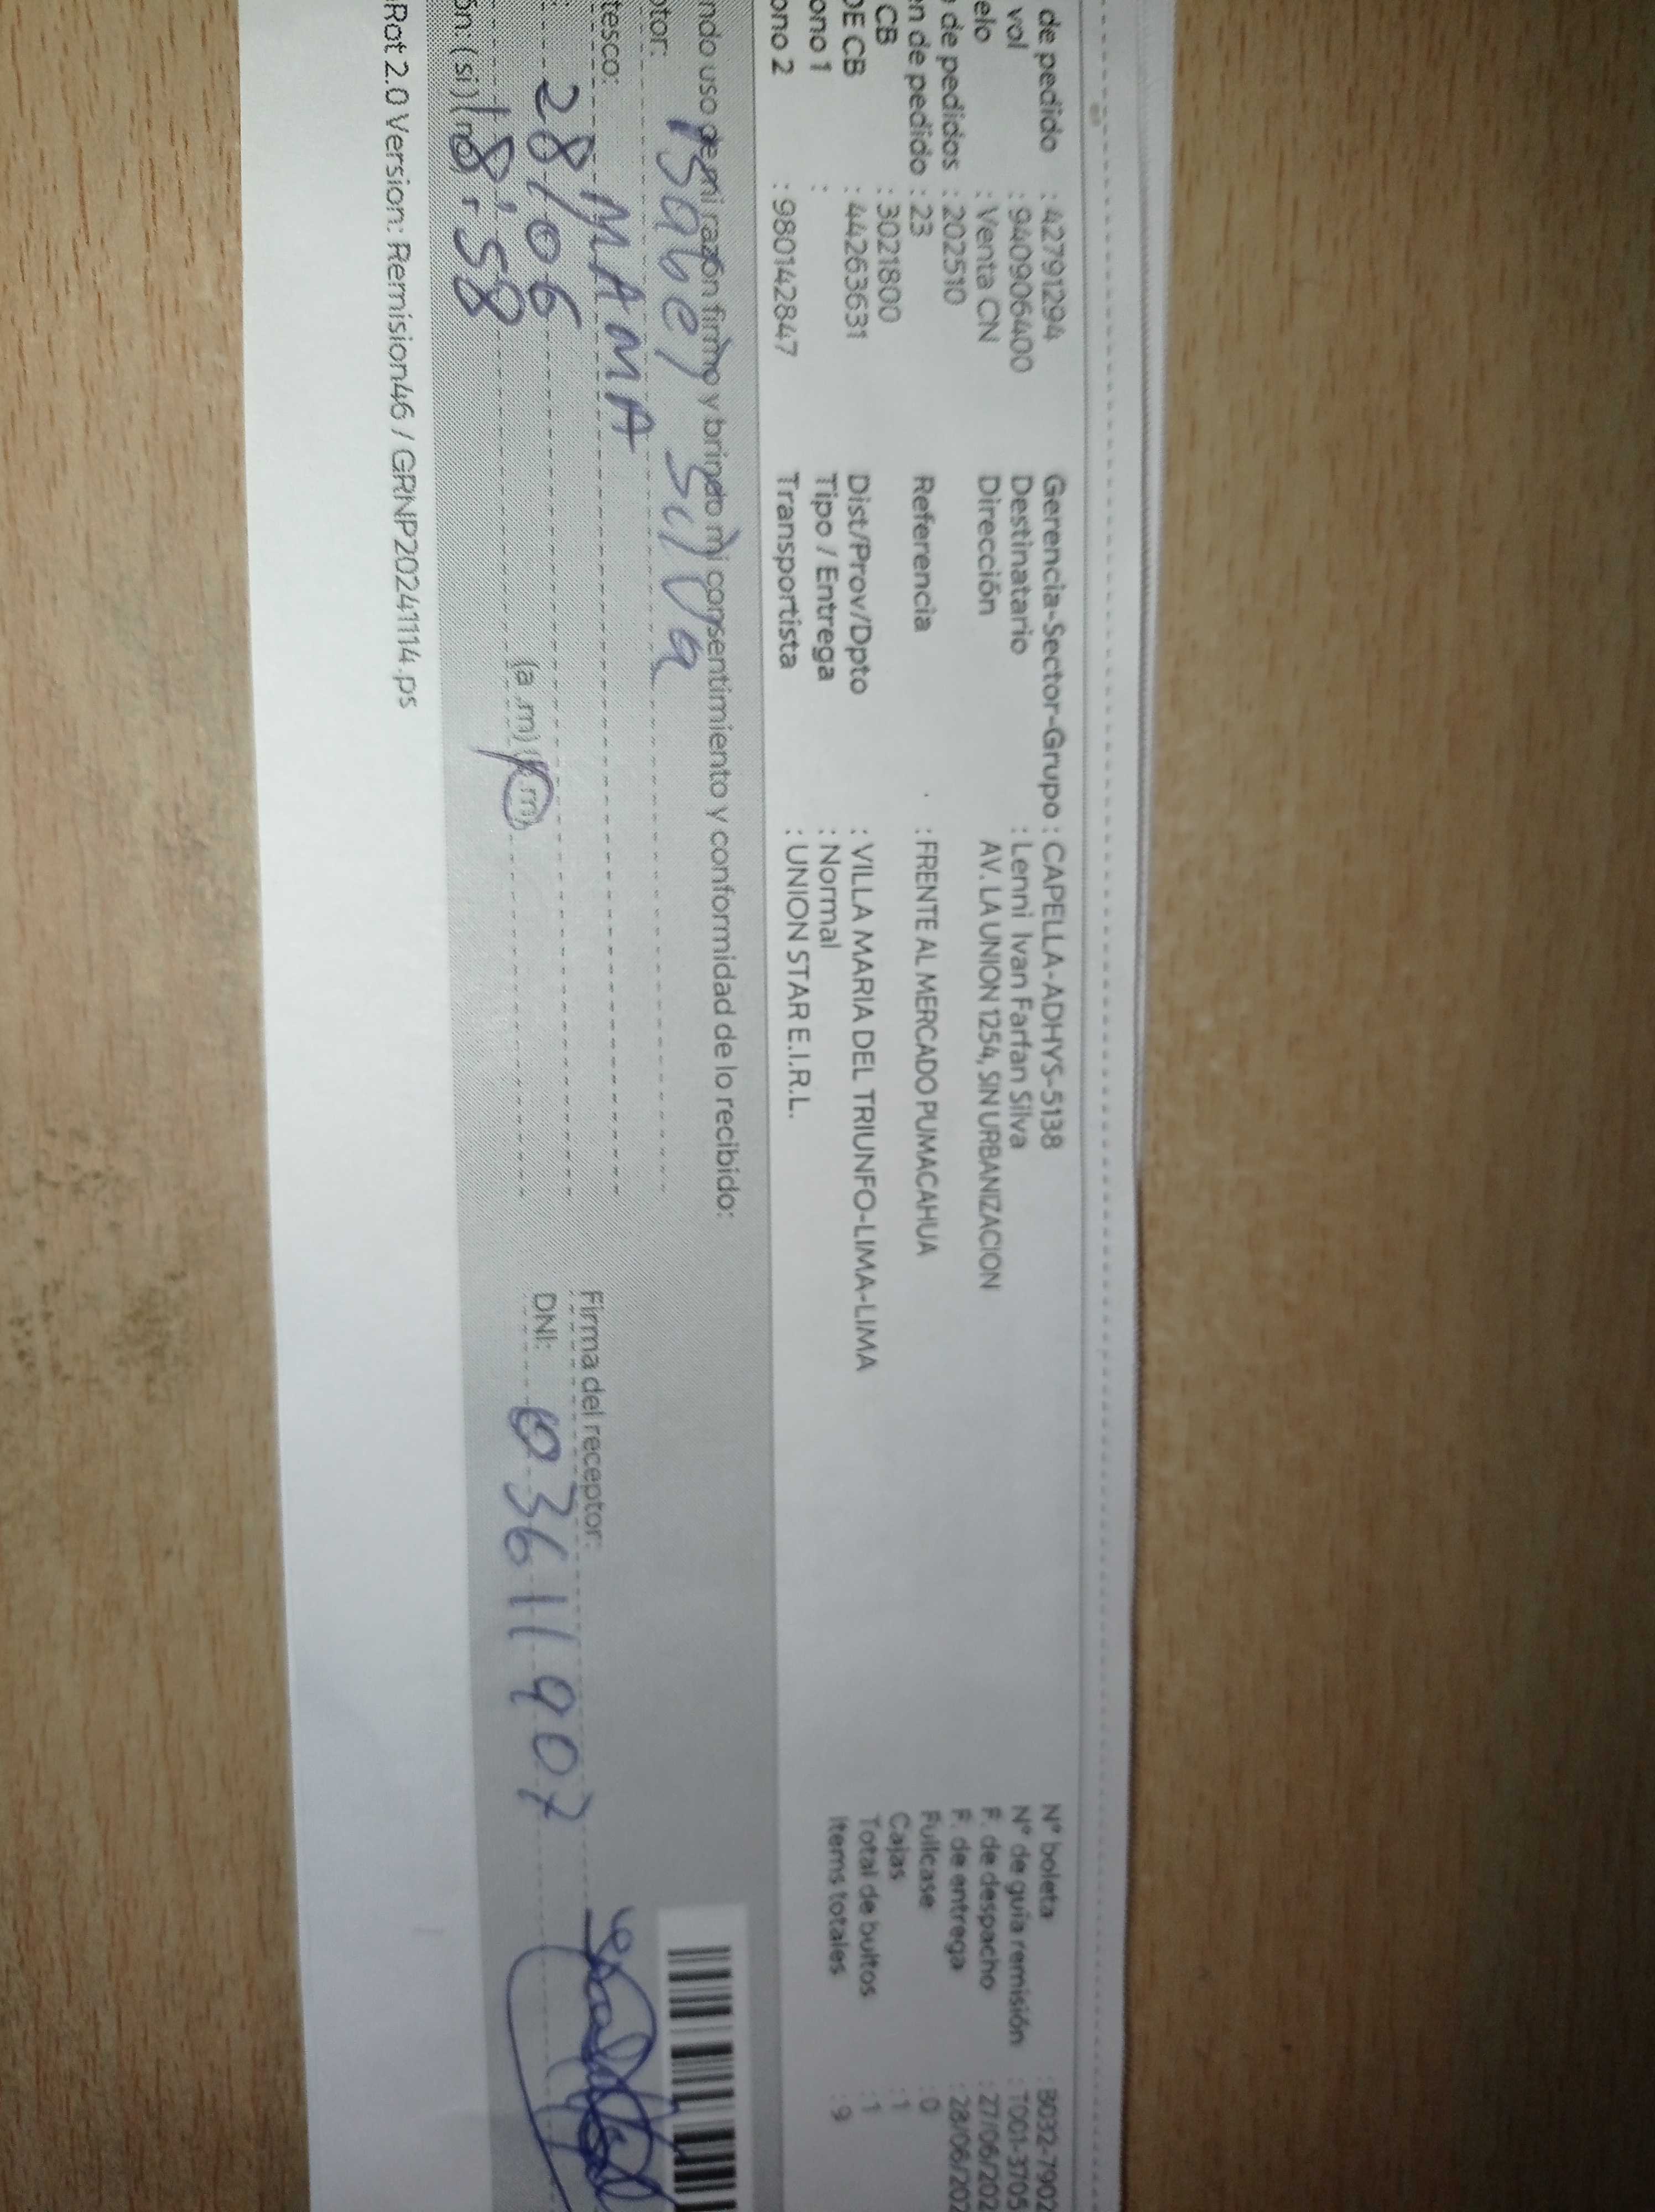 de pedido : 42791294 Gerencia-Sector-Grupo : CAPELLA-ADHYS-5138 N° boleta : B032-7902
vol : 940906400 Destinatario : Lenni Ivan Farfan Silva N° de guia remisión : T001-3705
elo : Venta CN Dirección AV. LA UNION 1254, SIN URBANIZACION F. de despacho : 27/06/202
de pedidos : 202510 F. de entrega : 28/06/202
n de pedido : 23 Referencia : FRENTE AL MERCADO PUMACAHUA Fullcase : 0
CB : 3021800 Cajas : 1
DE CB : 44263631 Dist/Prov/Dpto : VILLA MARIA DEL TRIUNFO-LIMA-LIMA Total de bultos : 1
ono 1 : Tipo / Entrega : Normal Items totales : 9
ono 2 : 980142847 Transportista : UNION STAR E.I.R.L.
ndo uso de mi razón firmo y brindo mi consentimiento y conformidad de lo recibido:
ptor: Isabel Silva
tesco: MAMA Firma del receptor:
28/06 DNI: 03611907
18:58 (a .m) (p.m)
ón: (si) (no)
Rot 2.0 Version: Remision46 / GRNP20241114.ps